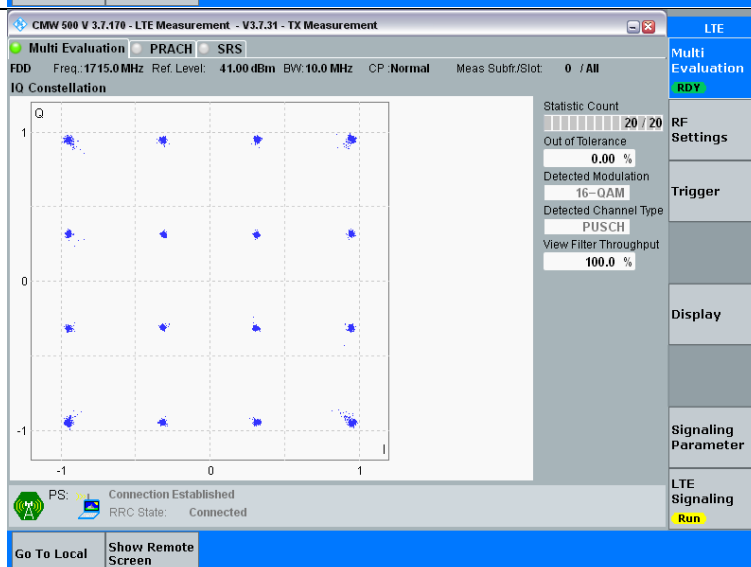 CMW 500 V 3.7.170 - LTE Measurement - V3.7.31 - TX Measurement
LTE
Multi Evaluation PRACH SRS
Multi
Evaluation
RDY
FDD Freq.:1715.0 MHz Ref. Level: 41.00 dBm BW:10.0 MHz CP :Normal Meas Subfr./Slot: 0 / All
IQ Constellation
Q
1
0
-1
I
-1 0 1
Statistic Count
20 / 20
Out of Tolerance
0.00 %
Detected Modulation
16-QAM
Detected Channel Type
PUSCH
View Filter Throughput
100.0 %
RF
Settings
Trigger
Display
Signaling
Parameter
LTE
Signaling
Run
PS: Connection Established
RRC State: Connected
Go To Local
Show Remote
Screen